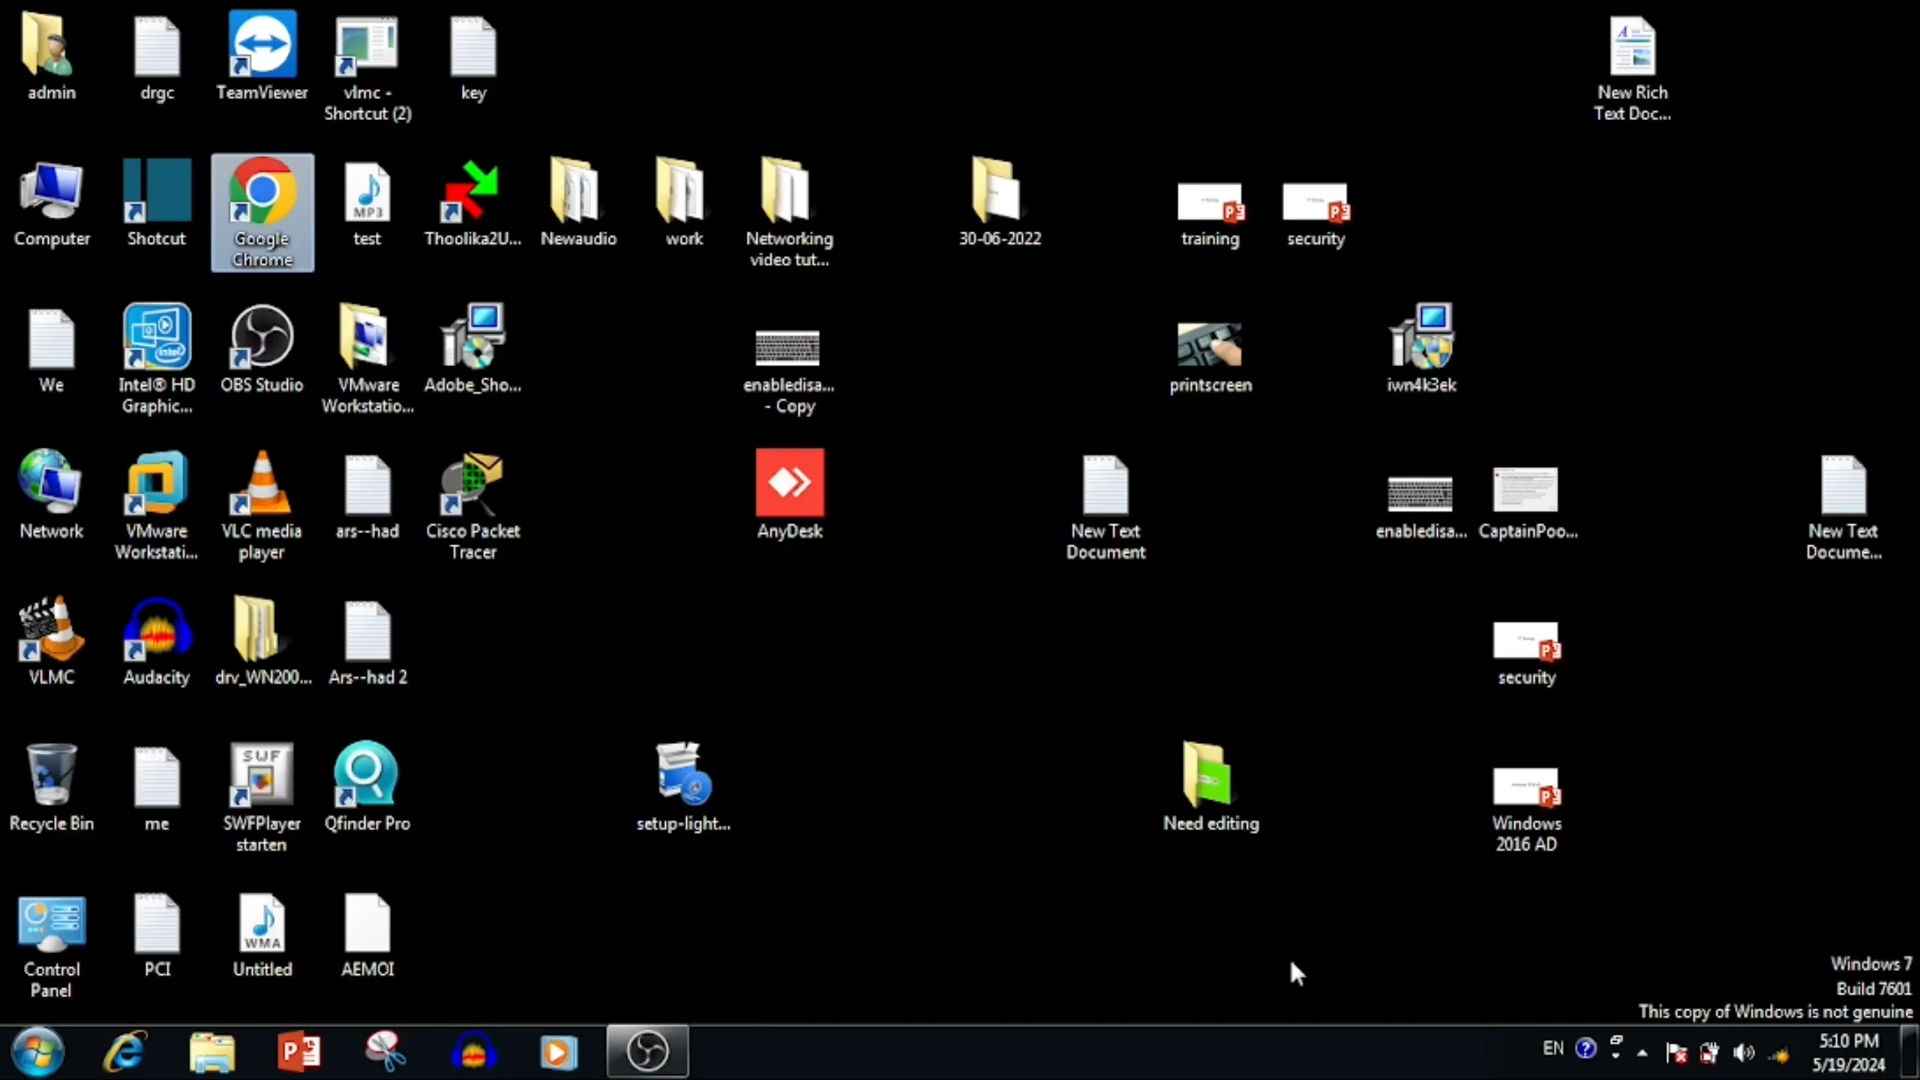 admin
drgc
TeamViewer
vlmc -
Shortcut (2)
key
New Rich
Text Doc...
Computer
Shotcut
Google
Chrome
test
MP3
Thoolika2U...
Newaudio
work
Networking
video tut...
30-06-2022
training
security
We
Intel® HD
Graphic...
OBS Studio
VMware
Workstatio...
Adobe_Sho...
enabledisa...
- Copy
printscreen
iwn4k3ek
Network
VMware
Workstati...
VLC media
player
ars--had
Cisco Packet
Tracer
AnyDesk
New Text
Document
enabledisa...
CaptainPoo...
New Text
Docume...
VLMC
Audacity
drv_WN200...
Ars--had 2
security
Recycle Bin
me
SWF
SWFPlayer
starten
Qfinder Pro
setup-light...
Need editing
Windows
2016 AD
Control
Panel
PCI
WMA
Untitled
AEMOI
Windows 7
Build 7601
This copy of Windows is not genuine
EN
5:10 PM
5/19/2024